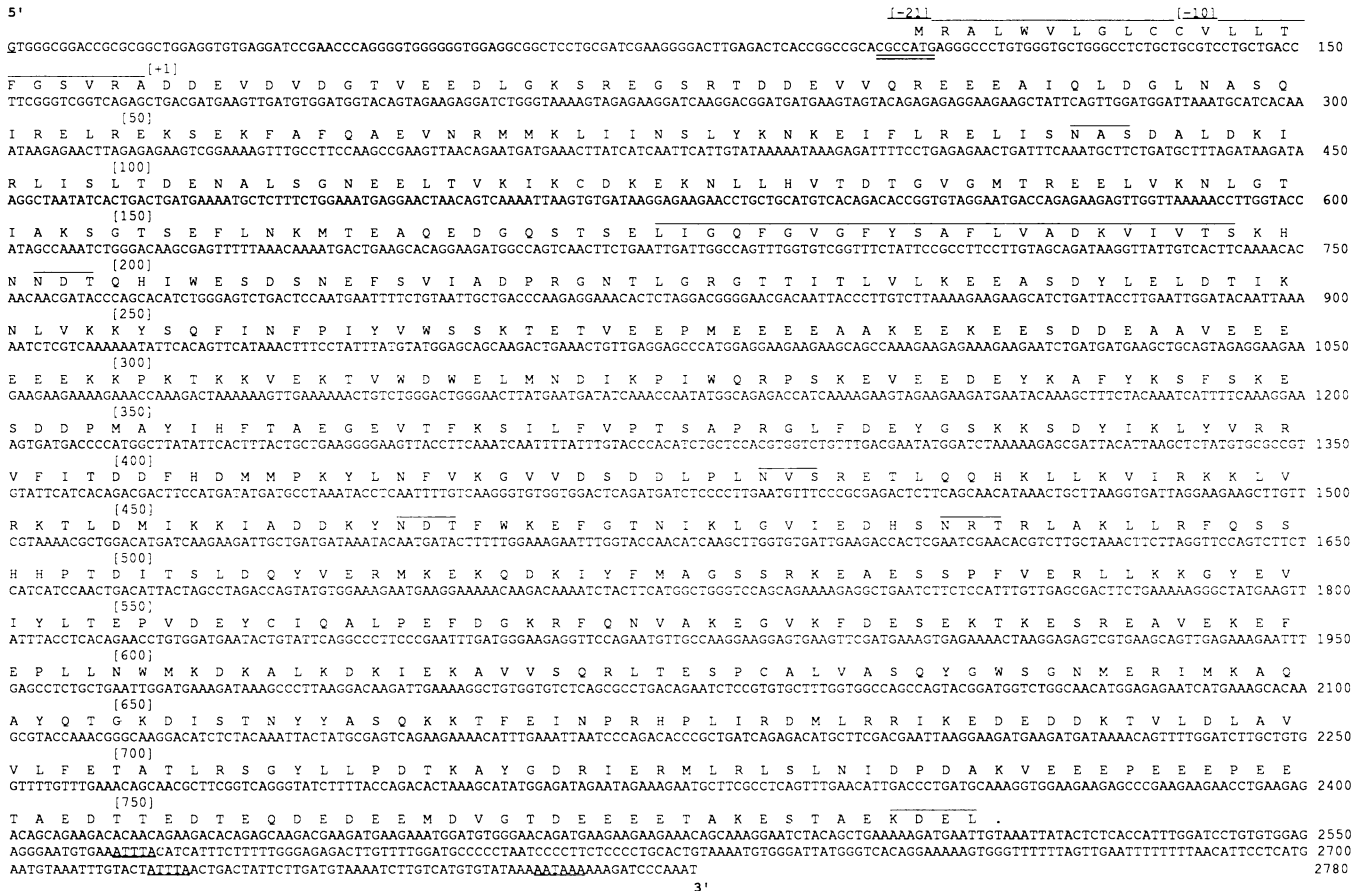 5'
[-21] [-10]
M R A L W V L G L C C V L L T
GTGGGCGGACCGCGCGGCTGGAGGTGTGAGGATCCGAACCCAGGGGTGGGGGGTGGAGGCGGCTCCTGCGATCGAAGGGGACTTGAGACTCACCGGCCGCACGCCATGAGGGCCCTGTGGGTGCTGGGCCTCTGCTGCGTCCTGCTGACC 150
[+1]
F G S V R A D D E V D V D G T V E E D L G K S R E G S R T D D E V V Q R E E E A I Q L D G L N A S Q
TTCGGGTCGGTCAGAGCTGACGATGAAGTTGATGTGGATGGTACAGTAGAAGAGGATCTGGGTAAAAGTAGAGAAGGATCAAGGACGGATGATGAAGTAGTACAGAGAGAGGAAGAAGCTATTCAGTTGGATGGATTAAATGCATCACAA 300
[50]
I R E L R E K S E K F A F Q A E V N R M M K L I I N S L Y K N K E I F L R E L I S N A S D A L D K I
ATAAGAGAACTTAGAGAGAAGTCGGAAAAGTTTGCCTTCCAAGCCGAAGTTAACAGAATGATGAAACTTATCATCAATTCATTGTATAAAAATAAAGAGATTTTCCTGAGAGAACTGATTTCAAATGCTTCTGATGCTTTAGATAAGATA 450
[100]
R L I S L T D E N A L S G N E E L T V K I K C D K E K N L L H V T D T G V G M T R E E L V K N L G T
AGGCTAATATCACTGACTGATGAAAATGCTCTTTCTGGAAATGAGGAACTAACAGTCAAAATTAAGTGTGATAAGGAGAAGAACCTGCTGCATGTCACAGACACCGGTGTAGGAATGACCAGAGAAGAGTTGGTTAAAAACCTTGGTACC 600
[150]
I A K S G T S E F L N K M T E A Q E D G Q S T S E L I G Q F G V G F Y S A F L V A D K V I V T S K H
ATAGCCAAATCTGGGACAAGCGAGTTTTTAAACAAAATGACTGAAGCACAGGAAGATGGCCAGTCAACTTCTGAATTGATTGGCCAGTTTGGTGTCGGTTTCTATTCCGCCTTCCTTGTAGCAGATAAGGTTATTGTCACTTCAAAACAC 750
[200]
N N D T Q H I W E S D S N E F S V I A D P R G N T L G R G T T I T L V L K E E A S D Y L E L D T I K
AACAACGATACCCAGCACATCTGGGAGTCTGACTCCAATGAATTTTCTGTAATTGCTGACCCAAGAGGAAACACTCTAGGACGGGGAACGACAATTACCCTTGTCTTAAAAGAAGAAGCATCTGATTACCTTGAATTGGATACAATTAAA 900
[250]
N L V K K Y S Q F I N F P I Y V W S S K T E T V E E P M E E E E A A K E E K E E S D D E A A V E E E
AATCTCGTCAAAAAATATTCACAGTTCATAAACTTTCCTATTTATGTATGGAGCAGCAAGACTGAAACTGTTGAGGAGCCCATGGAGGAAGAAGAAGCAGCCAAAGAAGAGAAAGAAGAATCTGATGATGAAGCTGCAGTAGAGGAAGAA 1050
[300]
E E E K K P K T K K V E K T V W D W E L M N D I K P I W Q R P S K E V E E D E Y K A F Y K S F S K E
GAAGAAGAAAAGAAACCAAAGACTAAAAAAGTTGAAAAAACTGTCTGGGACTGGGAACTTATGAATGATATCAAACCAATATGGCAGAGACCATCAAAAGAAGTAGAAGAAGATGAATACAAAGCTTTCTACAAATCATTTTCAAAGGAA 1200
[350]
S D D P M A Y I H F T A E G E V T F K S I L F V P T S A P R G L F D E Y G S K K S D Y I K L Y V R R
AGTGATGACCCCATGGCTTATATTCACTTTACTGCTGAAGGGGAAGTTACCTTCAAATCAATTTTATTTGTACCCACATCTGCTCCACGTGGTCTGTTTGACGAATATGGATCTAAAAAGAGCGATTACATTAAGCTCTATGTGCGCCGT 1350
[400]
V F I T D D F H D M M P K Y L N F V K G V V D S D D L P L N V S R E T L Q Q H K L L K V I R K K L V
GTATTCATCACAGACGACTTCCATGATATGATGCCTAAATACCTCAATTTTGTCAAGGGTGTGGTGGACTCAGATGATCTCCCCTTGAATGTTTCCCGCGAGACTCTTCAGCAACATAAACTGCTTAAGGTGATTAGGAAGAAGCTTGTT 1500
[450]
R K T L D M I K K I A D D K Y N D T F W K E F G T N I K L G V I E D H S N R T R L A K L L R F Q S S
CGTAAAACGCTGGACATGATCAAGAAGATTGCTGATGATAAATACAATGATACTTTTTGGAAAGAATTTGGTACCAACATCAAGCTTGGTGTGATTGAAGACCACTCGAATCGAACACGTCTTGCTAAACTTCTTAGGTTCCAGTCTTCT 1650
[500]
H H P T D I T S L D Q Y V E R M K E K Q D K I Y F M A G S S R K E A E S S P F V E R L L K K G Y E V
CATCATCCAACTGACATTACTAGCCTAGACCAGTATGTGGAAAGAATGAAGGAAAAACAAGACAAAATCTACTTCATGGCTGGGTCCAGCAGAAAAGAGGCTGAATCTTCTCCATTTGTTGAGCGACTTCTGAAAAAGGGCTATGAAGTT 1800
[550]
I Y L T E P V D E Y C I Q A L P E F D G K R F Q N V A K E G V K F D E S E K T K E S R E A V E K E F
ATTTACCTCACAGAACCTGTGGATGAATACTGTATTCAGGCCCTTCCCGAATTTGATGGGAAGAGGTTCCAGAATGTTGCCAAGGAAGGAGTGAAGTTCGATGAAAGTGAGAAAACTAAGGAGAGTCGTGAAGCAGTTGAGAAAGAATTT 1950
[600]
E P L L N W M K D K A L K D K I E K A V V S Q R L T E S P C A L V A S Q Y G W S G N M E R I M K A Q
GAGCCTCTGCTGAATTGGATGAAAGATAAAGCCCTTAAGGACAAGATTGAAAAGGCTGTGGTGTCTCAGCGCCTGACAGAATCTCCGTGTGCTTTGGTGGCCAGCCAGTACGGATGGTCTGGCAACATGGAGAGAATCATGAAAGCACAA 2100
[650]
A Y Q T G K D I S T N Y Y A S Q K K T F E I N P R H P L I R D M L R R I K E D E D D K T V L D L A V
GCGTACCAAACGGGCAAGGACATCTCTACAAATTACTATGCGAGTCAGAAGAAAACATTTGAAATTAATCCCAGACACCCGCTGATCAGAGACATGCTTCGACGAATTAAGGAAGATGAAGATGATAAAACAGTTTTGGATCTTGCTGTG 2250
[700]
V L F E T A T L R S G Y L L P D T K A Y G D R I E R M L R L S L N I D P D A K V E E E P E E E P E E
GTTTTGTTTGAAACAGCAACGCTTCGGTCAGGGTATCTTTTACCAGACACTAAAGCATATGGAGATAGAATAGAAAGAATGCTTCGCCTCAGTTTGAACATTGACCCTGATGCAAAGGTGGAAGAAGAGCCCGAAGAAGAACCTGAAGAG 2400
[750]
T A E D T T E D T E Q D E D E E M D V G T D E E E E T A K E S T A E K D E L .
ACAGCAGAAGACACAACAGAAGACACAGAGCAAGACGAAGATGAAGAAATGGATGTGGGAACAGATGAAGAAGAAGAAACAGCAAAGGAATCTACAGCTGAAAAAGATGAATTGTAAATTATACTCTCACCATTTGGATCCTGTGTGGAG 2550
AGGGAATGTGAAATTTACATCATTTCTTTTTGGGAGAGACTTGTTTTGGATGCCCCCTAATCCCCTTCTCCCCTGCACTGTAAAATGTGGGATTATGGGTCACAGGAAAAAGTGGGTTTTTTAGTTGAATTTTTTTTAACATTCCTCATG 2700
AATGTAAATTTGTACTATTTAACTGACTATTCTTGATGTAAAATCTTGTCATGTGTATAAAAATAAAAAAGATCCCAAAT 2780
3'